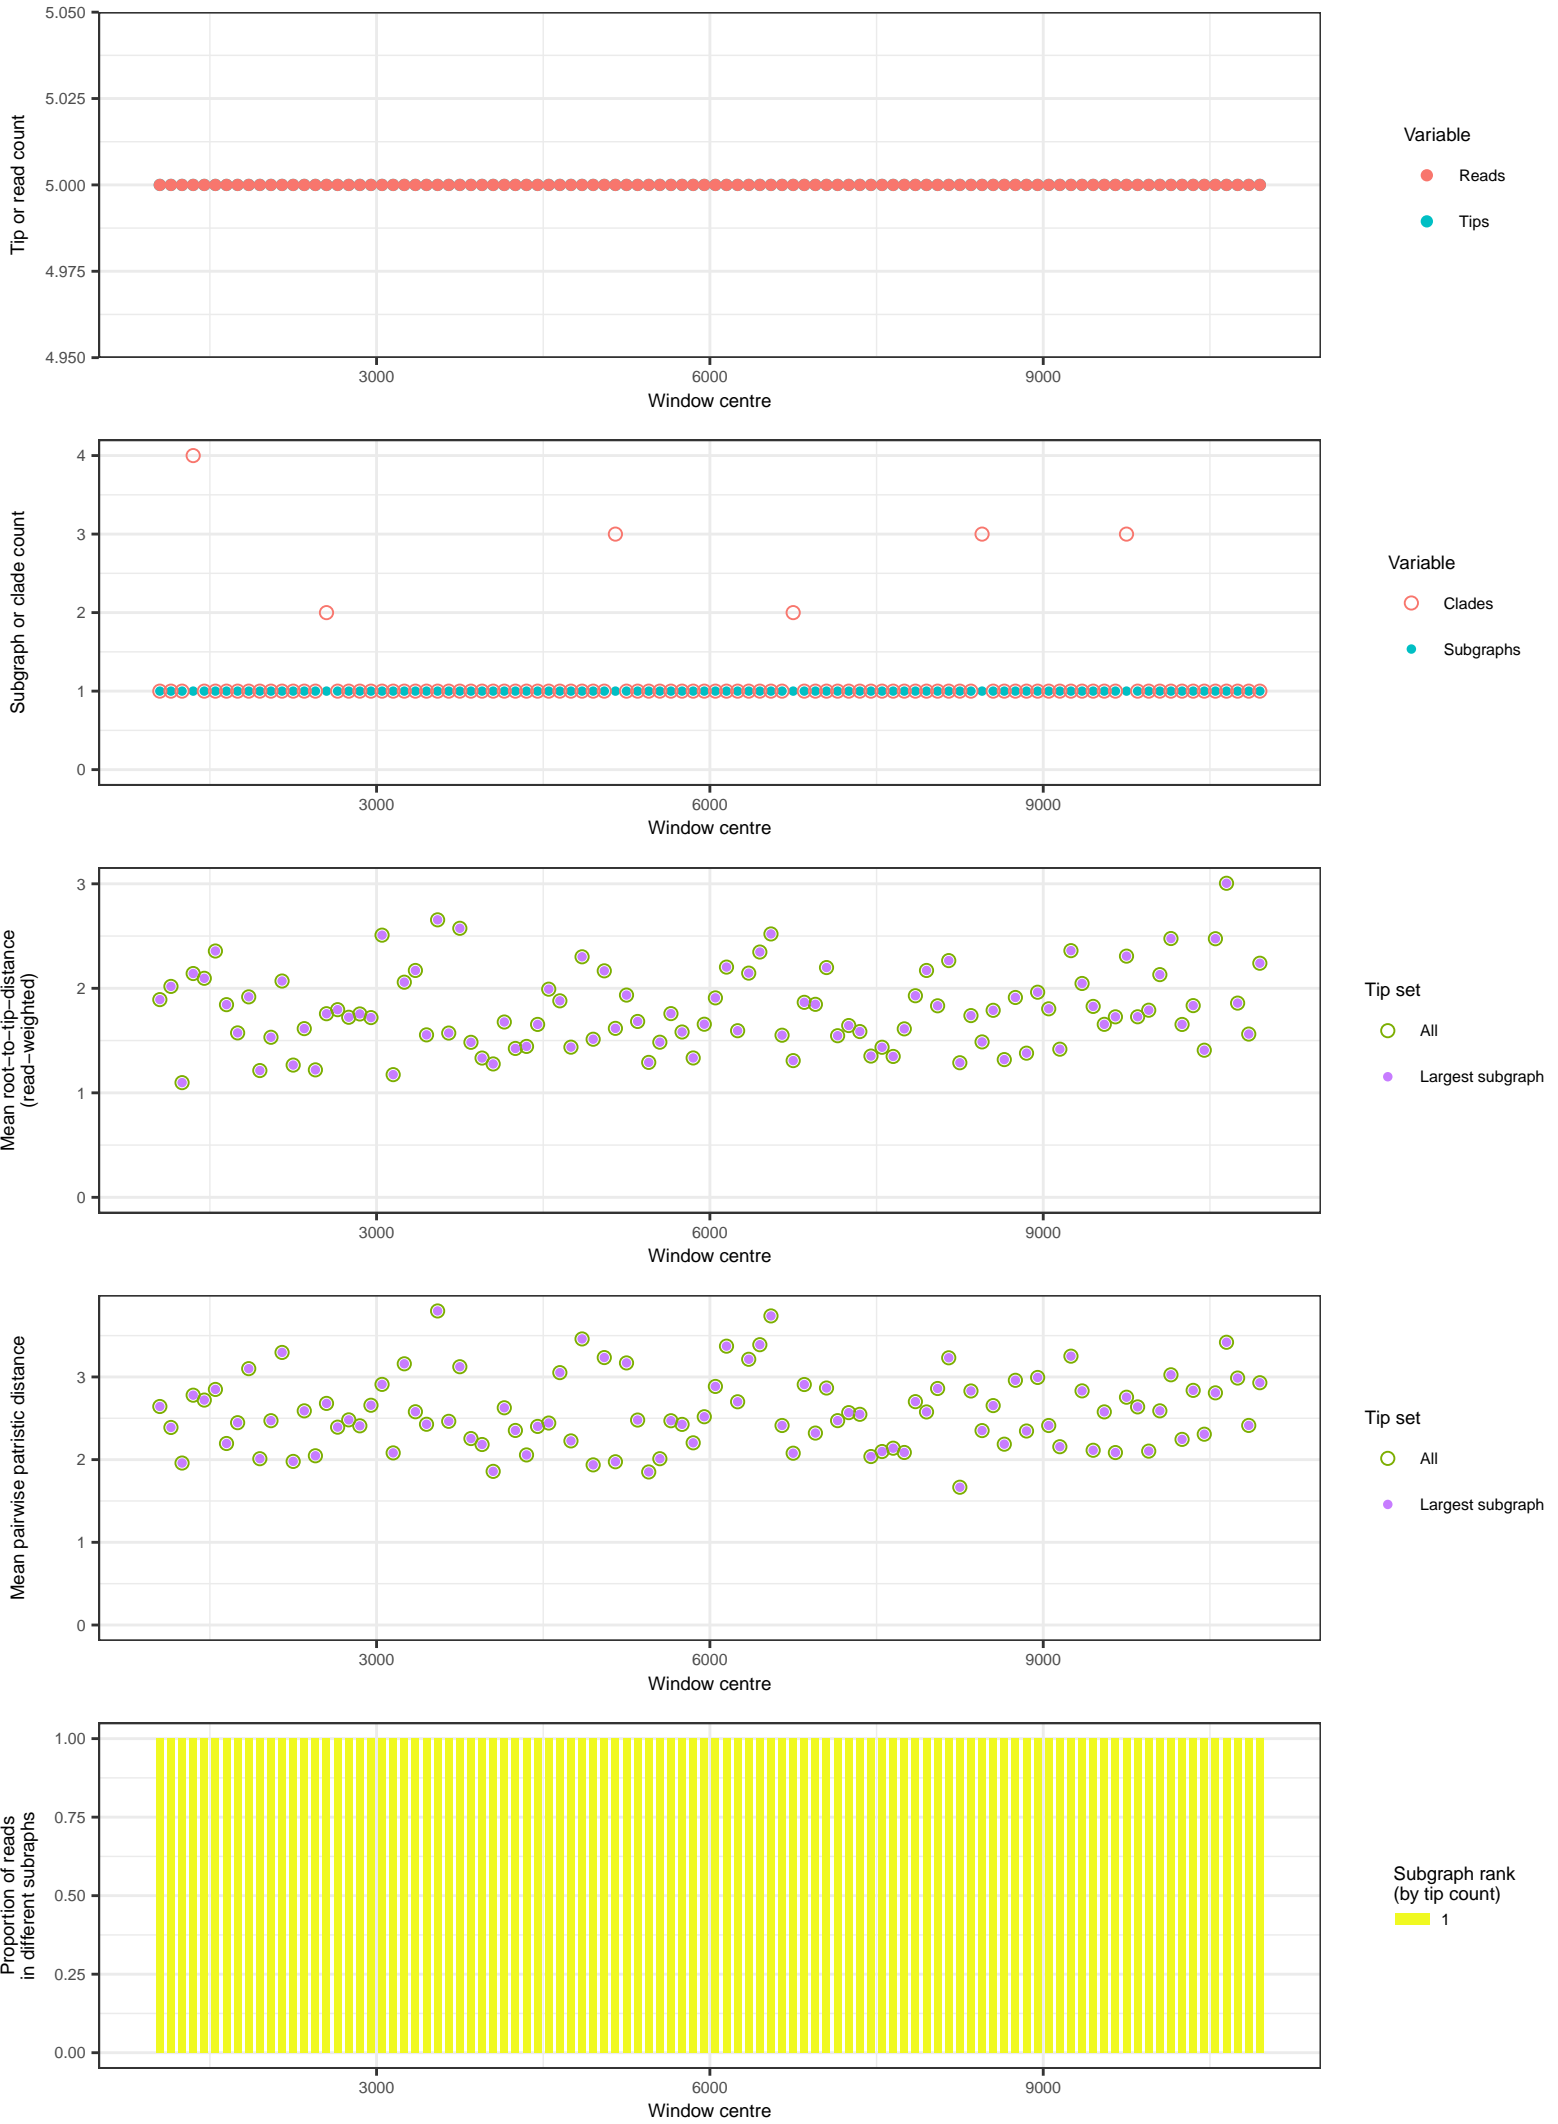 5.050
5.025
5.000
4.975
4.950
Tip or read count
3000 6000 9000
Window centre
Variable
Reads
Tips
4
3
2
1
0
Subgraph or clade count
3000 6000 9000
Window centre
Variable
Clades
Subgraphs
3
2
1
0
Mean root−to−tip−distance
(read−weighted)
3000 6000 9000
Window centre
Tip set
All
Largest subgraph
3
2
1
0
Mean pairwise patristic distance
3000 6000 9000
Window centre
Tip set
All
Largest subgraph
1.00
0.75
0.50
0.25
0.00
Proportion of reads
in different subraphs
3000 6000 9000
Window centre
Subgraph rank
(by tip count)
1